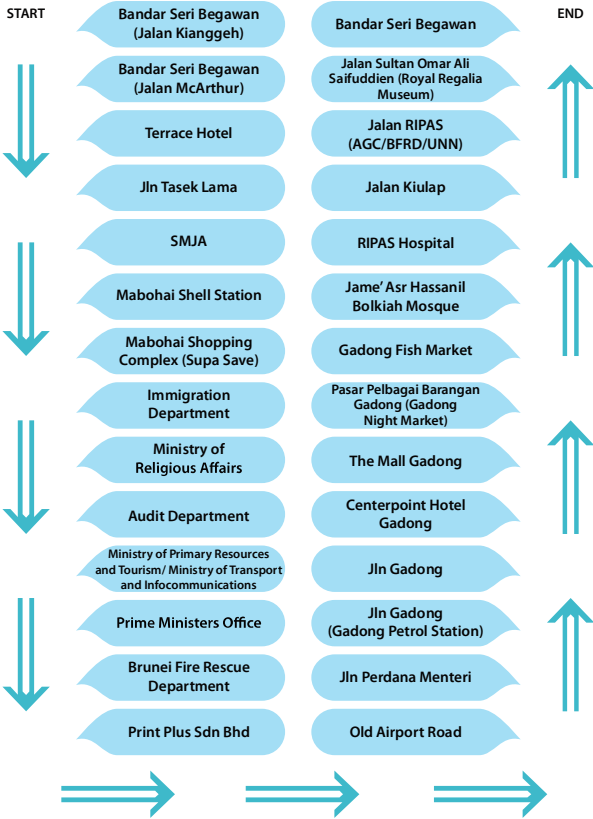 START
Bandar Seri Begawan
(Jalan Kianggeh)
Bandar Seri Begawan
(Jalan McArthur)
Terrace Hotel
Jln Tasek Lama
SMJA
Mabohai Shell Station
Mabohai Shopping
Complex (Supa Save)
Immigration
Department
Ministry of
Religious Affairs
Audit Department
Ministry of Primary Resources
and Tourism/ Ministry of Transport
and Infocommunications
Prime Ministers Office
Brunei Fire Rescue
Department
Print Plus Sdn Bhd
END
Bandar Seri Begawan
Jalan Sultan Omar Ali
Saifuddien (Royal Regalia
Museum)
Jalan RIPAS
(AGC/BFRD/UNN)
Jalan Kiulap
RIPAS Hospital
Jame’ Asr Hassanil
Bolkiah Mosque
Gadong Fish Market
Pasar Pelbagai Barangan
Gadong (Gadong
Night Market)
The Mall Gadong
Centerpoint Hotel
Gadong
Jln Gadong
Jln Gadong
(Gadong Petrol Station)
Jln Perdana Menteri
Old Airport Road